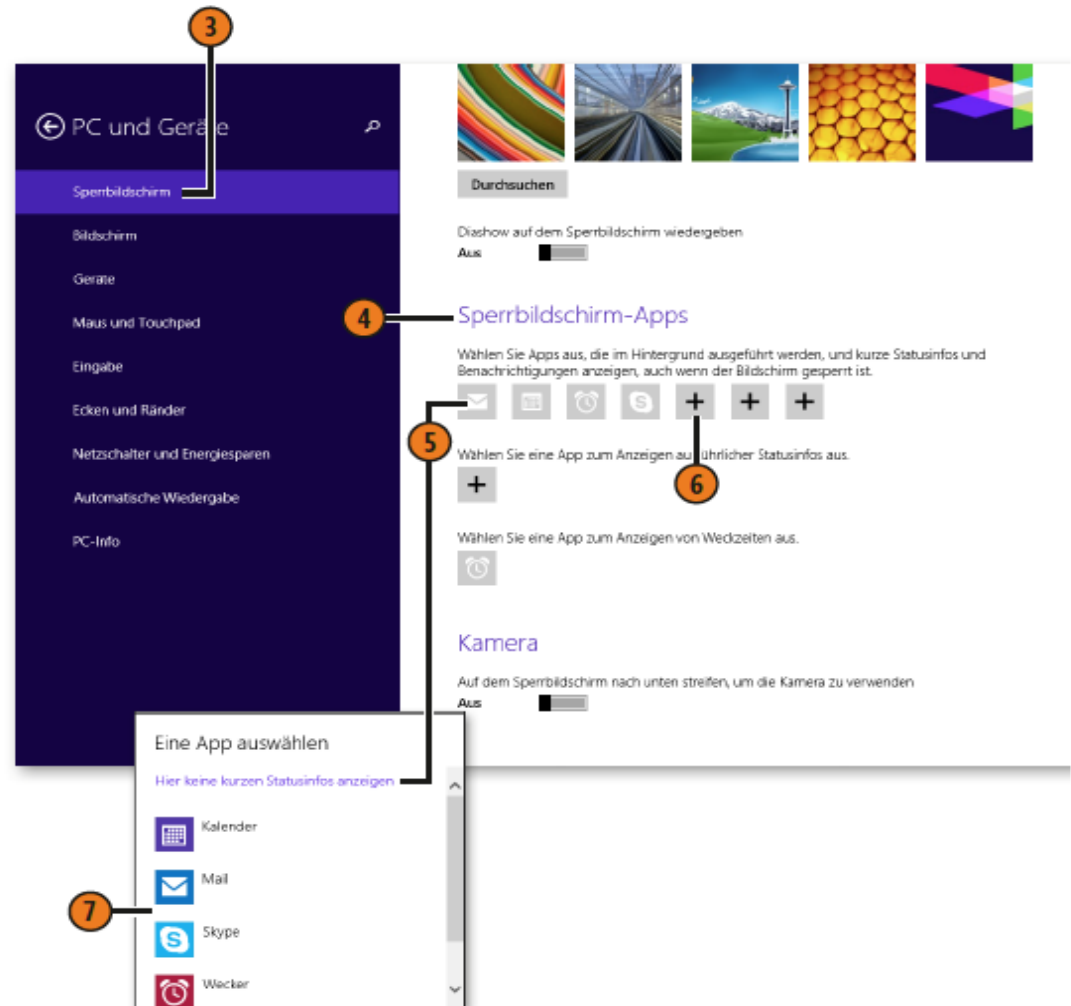 3
PC und Geräte
Sperrbildschirm
Bildschirm
Geräte
Maus und Touchpad
Eingabe
Ecken und Ränder
Netzschalter und Energiesparen
Automatische Wiedergabe
PC-Info
Durchsuchen
Diashow auf dem Sperrbildschirm wiedergeben
Aus
4
Sperrbildschirm-Apps
Wählen Sie Apps aus, die im Hintergrund ausgeführt werden, und kurze Statusinfos und
Benachrichtigungen anzeigen, auch wenn der Bildschirm gesperrt ist.
5
6
Wählen Sie eine App zum Anzeigen ausführlicher Statusinfos aus.
Wählen Sie eine App zum Anzeigen von Weckzeiten aus.
Kamera
Auf dem Sperrbildschirm nach unten streifen, um die Kamera zu verwenden
Aus
Eine App auswählen
Hier keine kurzen Statusinfos anzeigen
Kalender
Mail
7
Skype
Wecker